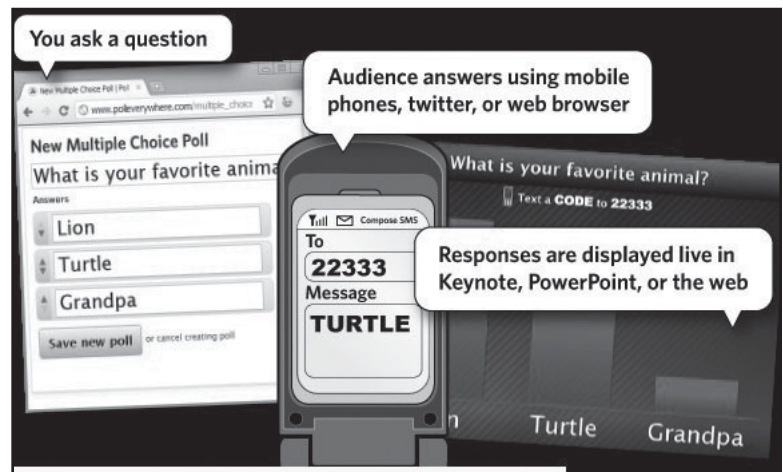 You ask a question
New Multiple Choice Poll | Poll
www.polleverywhere.com/multiple_choice
New Multiple Choice Poll
What is your favorite anima
Answers
Lion
Turtle
Grandpa
Save new poll or cancel creating poll
Audience answers using mobile
phones, twitter, or web browser
Compose SMS
To
22333
Message
TURTLE
What is your favorite animal?
Text a CODE to 22333
Responses are displayed live in
Keynote, PowerPoint, or the web
n Turtle Grandpa